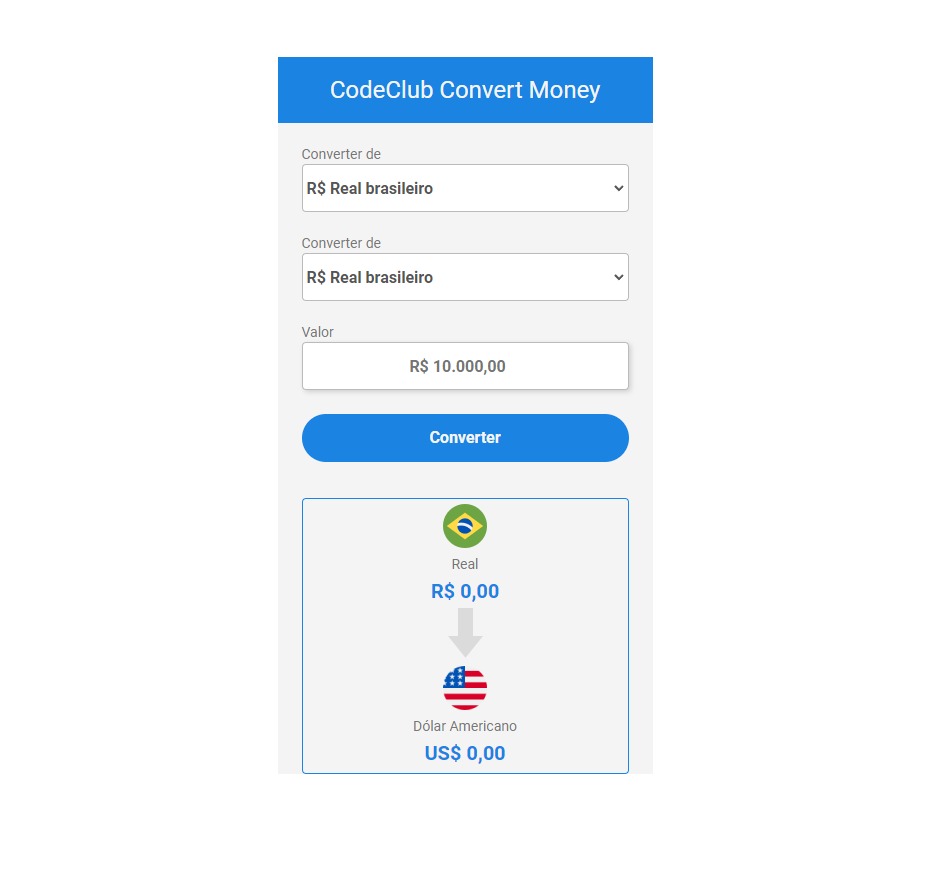 CodeClub Convert Money
Converter de
R$ Real brasileiro
Converter de
R$ Real brasileiro
Valor
R$ 10.000,00
Converter
Real
R$ 0,00
Dólar Americano
US$ 0,00